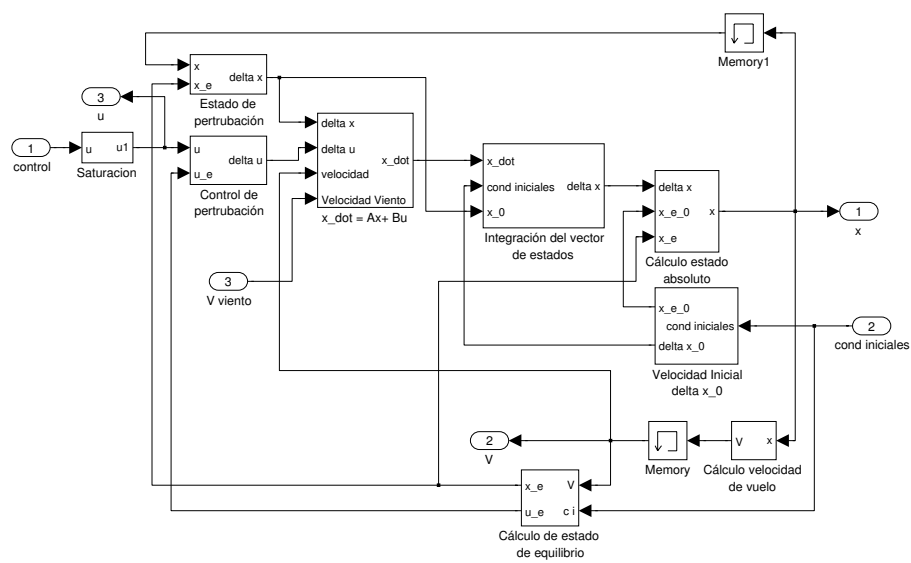 Memory1
x
x_e
delta x
Estado de
pertrubación
3
u
1
control
u
u1
Saturacion
u
u_e
delta u
Control de
pertrubación
delta x
delta u
velocidad
Velocidad Viento
x_dot
x_dot = Ax+ Bu
x_dot
cond iniciales
x_0
delta x
Integración del vector
de estados
delta x
x_e_0
x_e
x
Cálculo estado
absoluto
1
x
3
V viento
x_e_0
cond iniciales
delta x_0
Velocidad Inicial
delta x_0
2
cond iniciales
2
V
Memory
V
x
Cálculo velocidad
de vuelo
x_e
u_e
V
c i
Cálculo de estado
de equilibrio